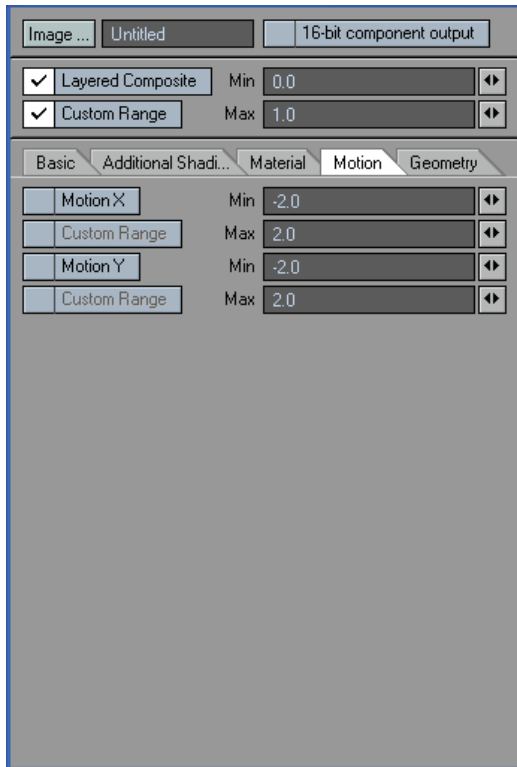 Image ... Untitled 16-bit component output
Layered Composite Min 0.0
Custom Range Max 1.0
Basic Additional Shadi... Material Motion Geometry
Motion X Min -2.0
Custom Range Max 2.0
Motion Y Min -2.0
Custom Range Max 2.0